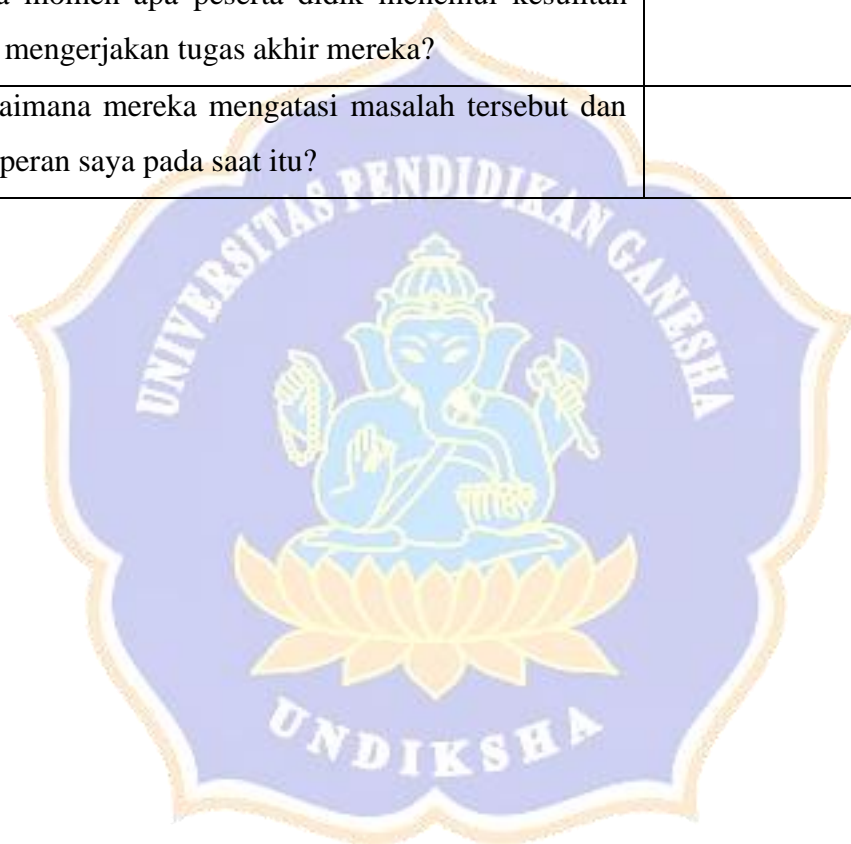 momen apa peserta didik menemui kesulitan
mengerjakan tugas akhir mereka?
mereka mengatasi masalah tersebut dan
peran saya pada saat itu?
UNIVERSITAS PENDIDIKAN GANESHA
UNDIKSHA